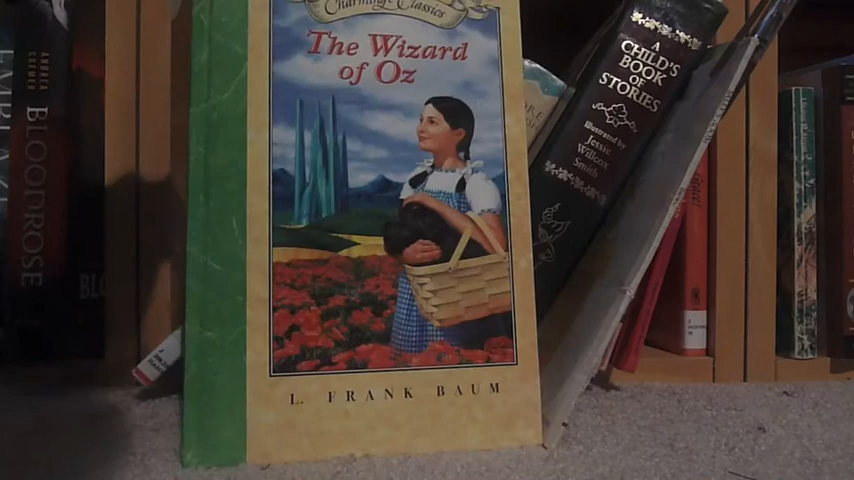 Charming Classics
The Wizard
of Oz
L. FRANK BAUM
A
CHILD'S
BOOK
OF
STORIES
Illustrated by
Jessie
Willcox
Smith
ANDREA
CREMER
BLOODROSE